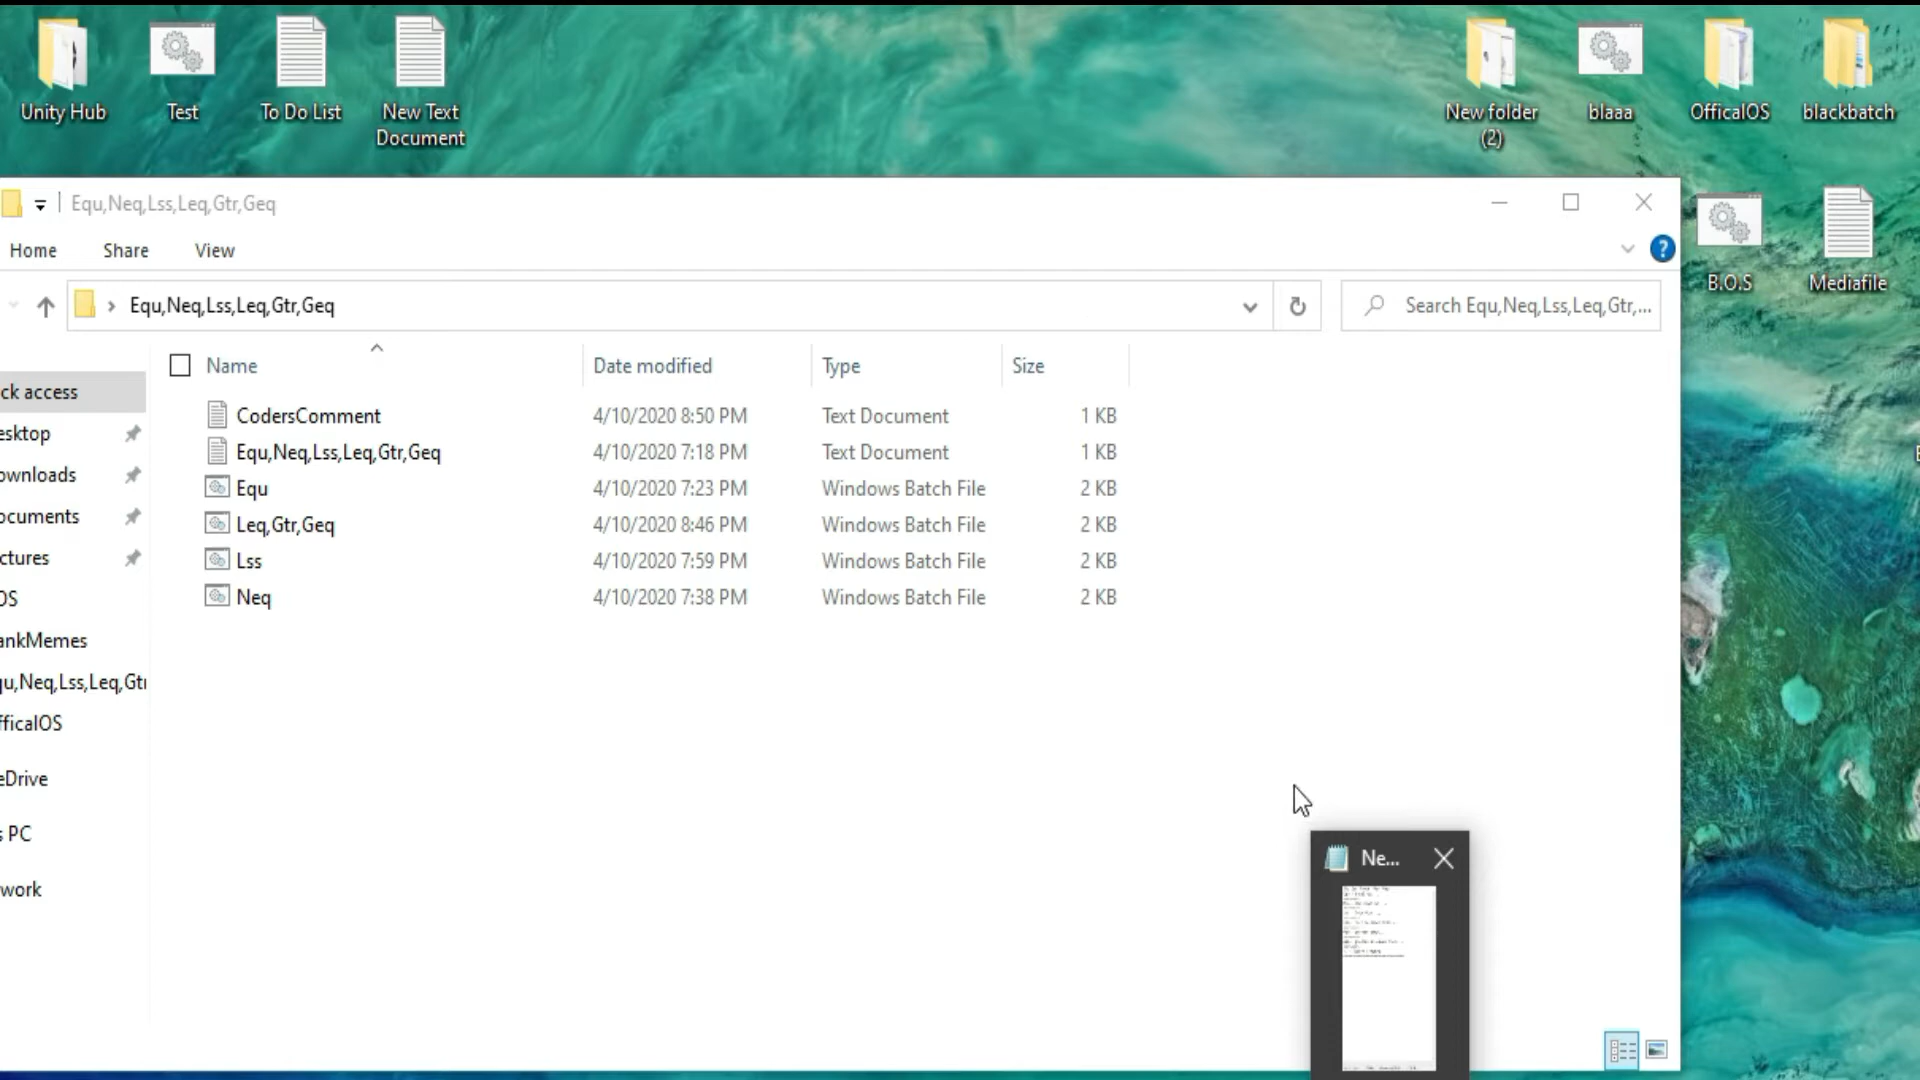 Unity Hub
Test
To Do List
New Text
Document
New folder
(2)
blaaa
OfficalOS
blackbatch
B.O.S
Mediafile
Equ,Neq,Lss,Leq,Gtr,Geq
Home Share View
Equ,Neq,Lss,Leq,Gtr,Geq
Search Equ,Neq,Lss,Leq,Gtr,...
Name Date modified Type Size
CodersComment 4/10/2020 8:50 PM Text Document 1 KB
Equ,Neq,Lss,Leq,Gtr,Geq 4/10/2020 7:18 PM Text Document 1 KB
Equ 4/10/2020 7:23 PM Windows Batch File 2 KB
Leq,Gtr,Geq 4/10/2020 8:46 PM Windows Batch File 2 KB
Lss 4/10/2020 7:59 PM Windows Batch File 2 KB
Neq 4/10/2020 7:38 PM Windows Batch File 2 KB
ck access
esktop
ownloads
ocuments
ctures
OS
ankMemes
qu,Neq,Lss,Leq,Gtr
fficalOS
eDrive
s PC
work
Ne...